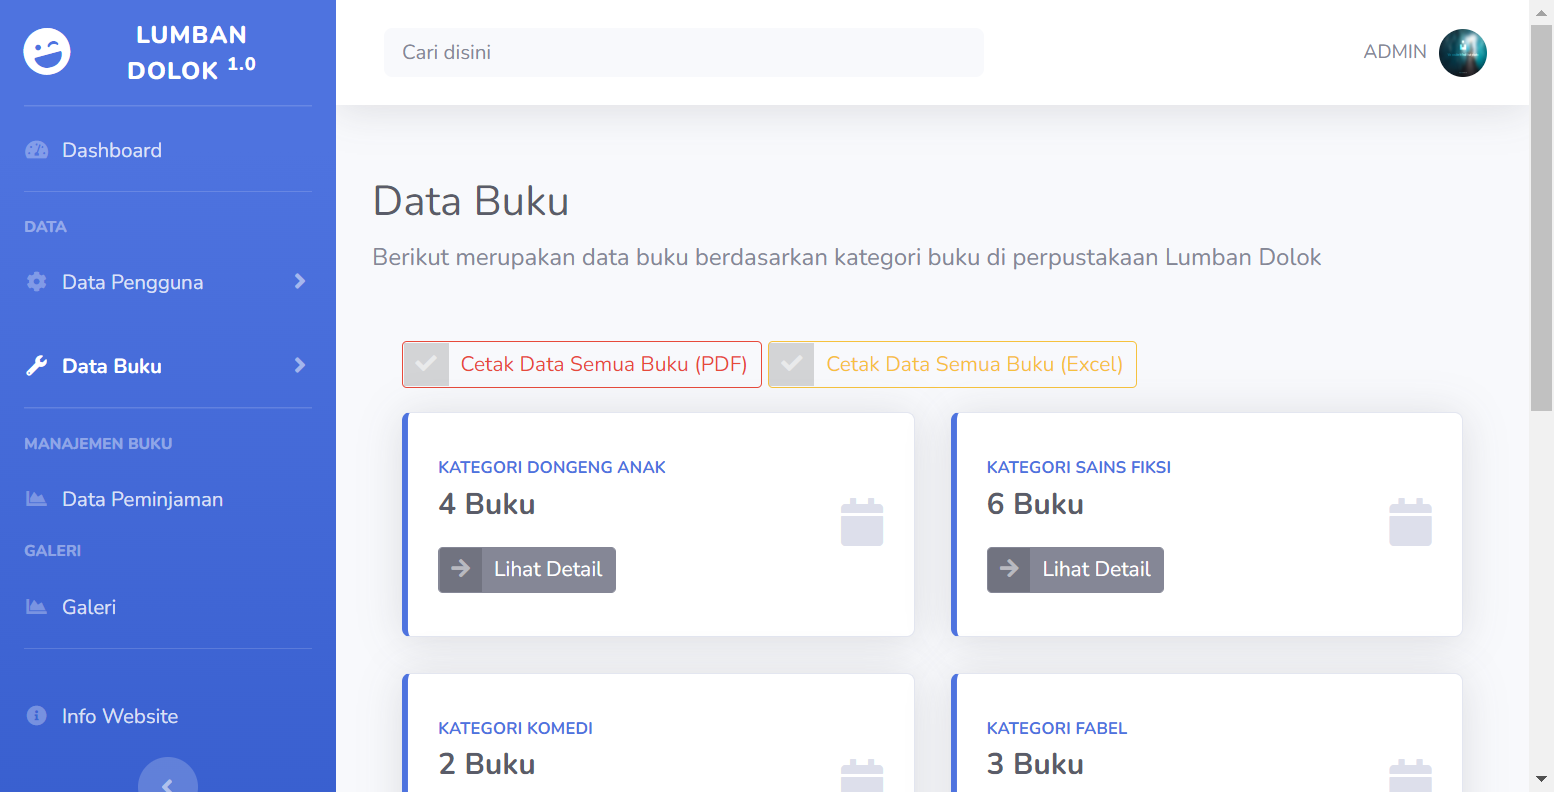 LUMBAN
DOLOK 1.0
Cari disini
ADMIN
Dashboard
DATA
Data Pengguna
Data Buku
MANAJEMEN BUKU
Data Peminjaman
GALERI
Galeri
Info Website
Data Buku
Berikut merupakan data buku berdasarkan kategori buku di perpustakaan Lumban Dolok
Cetak Data Semua Buku (PDF)
Cetak Data Semua Buku (Excel)
KATEGORI DONGENG ANAK
4 Buku
Lihat Detail
KATEGORI SAINS FIKSI
6 Buku
Lihat Detail
KATEGORI KOMEDI
2 Buku
KATEGORI FABEL
3 Buku